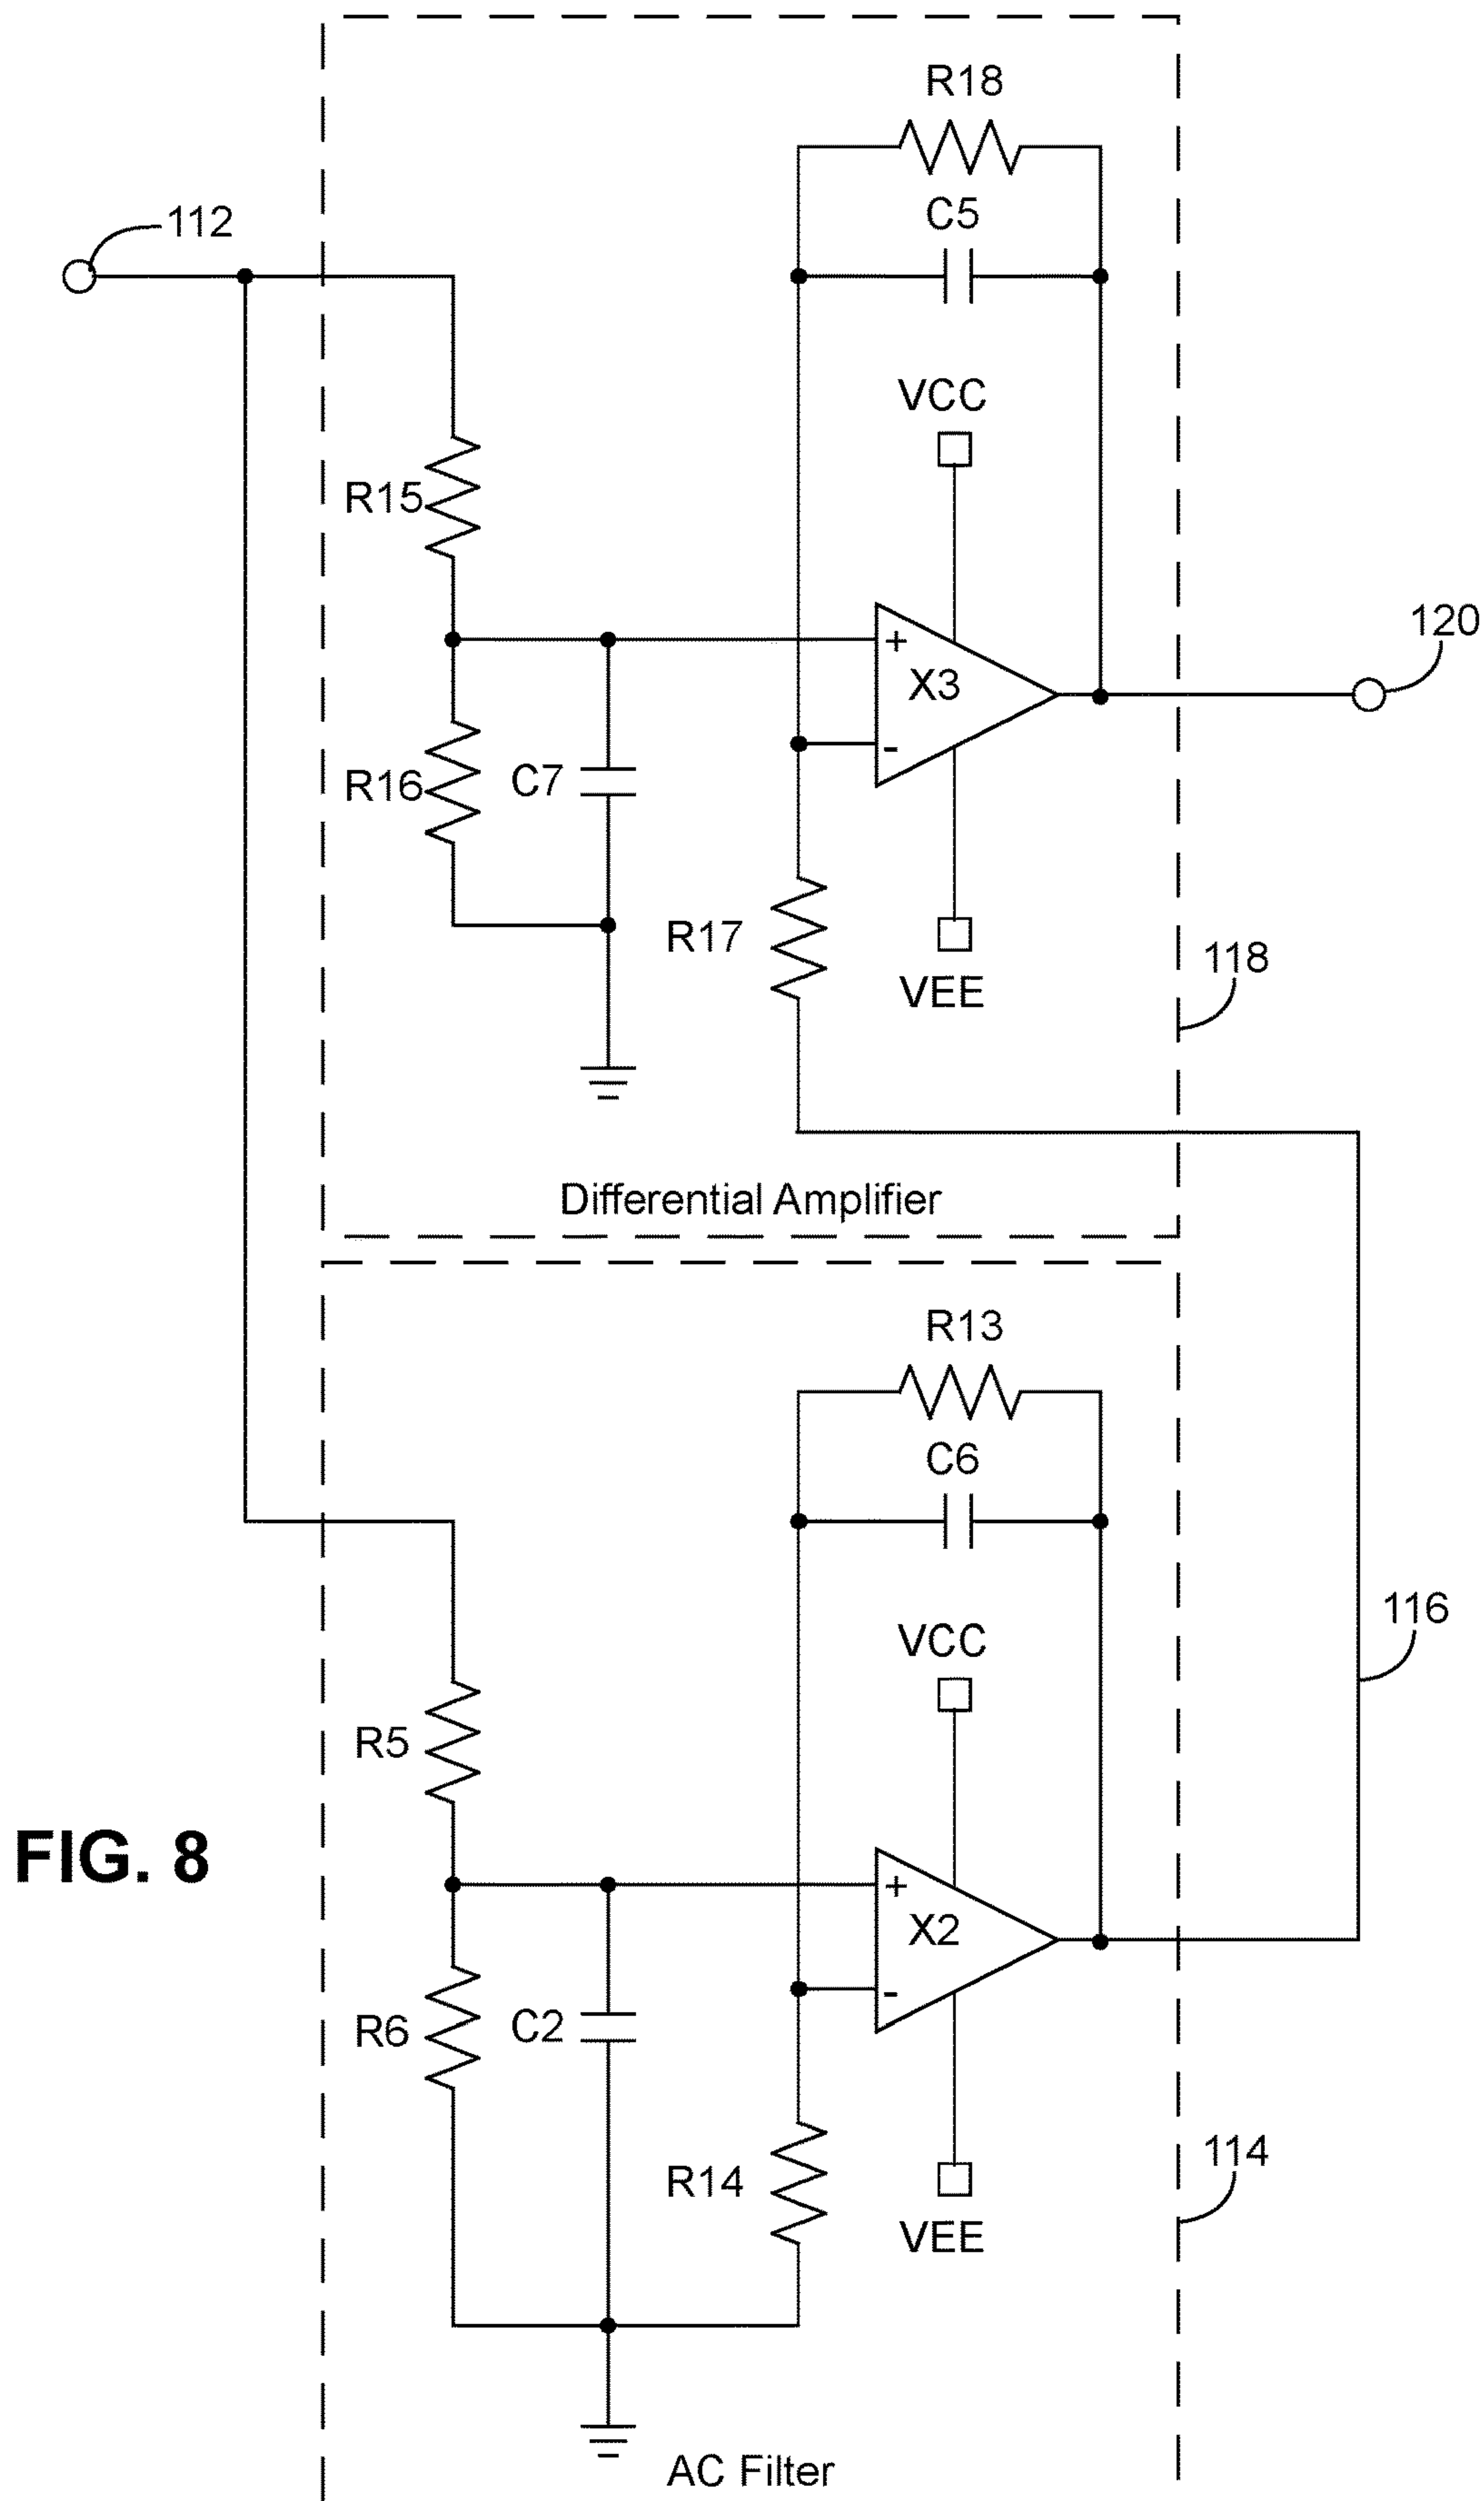 R18
C5
112
VCC
R15
+
X3
-
120
R16
C7
R17
VEE
118
Differential Amplifier
R13
C6
116
VCC
R5
FIG. 8
+
X2
-
R6
C2
R14
VEE
114
AC Filter